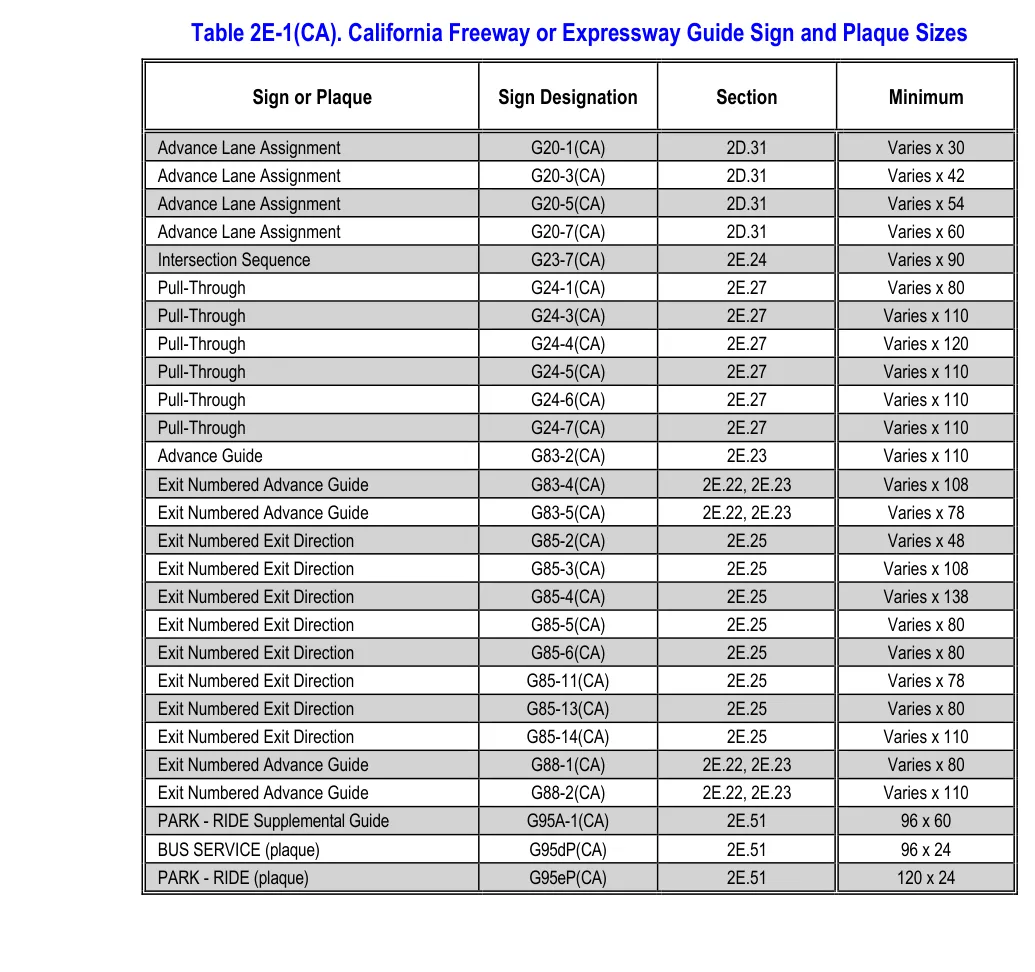 Table 2E-1(CA). California Freeway or Expressway Guide Sign and Plaque Sizes
Sign or Plaque Sign Designation Section Minimum
Advance Lane Assignment G20-1(CA) 2D.31 Varies x 30
Advance Lane Assignment G20-3(CA) 2D.31 Varies x 42
Advance Lane Assignment G20-5(CA) 2D.31 Varies x 54
Advance Lane Assignment G20-7(CA) 2D.31 Varies x 60
Intersection Sequence G23-7(CA) 2E.24 Varies x 90
Pull-Through G24-1(CA) 2E.27 Varies x 80
Pull-Through G24-3(CA) 2E.27 Varies x 110
Pull-Through G24-4(CA) 2E.27 Varies x 120
Pull-Through G24-5(CA) 2E.27 Varies x 110
Pull-Through G24-6(CA) 2E.27 Varies x 110
Pull-Through G24-7(CA) 2E.27 Varies x 110
Advance Guide G83-2(CA) 2E.23 Varies x 110
Exit Numbered Advance Guide G83-4(CA) 2E.22, 2E.23 Varies x 108
Exit Numbered Advance Guide G83-5(CA) 2E.22, 2E.23 Varies x 78
Exit Numbered Exit Direction G85-2(CA) 2E.25 Varies x 48
Exit Numbered Exit Direction G85-3(CA) 2E.25 Varies x 108
Exit Numbered Exit Direction G85-4(CA) 2E.25 Varies x 138
Exit Numbered Exit Direction G85-5(CA) 2E.25 Varies x 80
Exit Numbered Exit Direction G85-6(CA) 2E.25 Varies x 80
Exit Numbered Exit Direction G85-11(CA) 2E.25 Varies x 78
Exit Numbered Exit Direction G85-13(CA) 2E.25 Varies x 80
Exit Numbered Exit Direction G85-14(CA) 2E.25 Varies x 110
Exit Numbered Advance Guide G88-1(CA) 2E.22, 2E.23 Varies x 80
Exit Numbered Advance Guide G88-2(CA) 2E.22, 2E.23 Varies x 110
PARK - RIDE Supplemental Guide G95A-1(CA) 2E.51 96 x 60
BUS SERVICE (plaque) G95dP(CA) 2E.51 96 x 24
PARK - RIDE (plaque) G95eP(CA) 2E.51 120 x 24